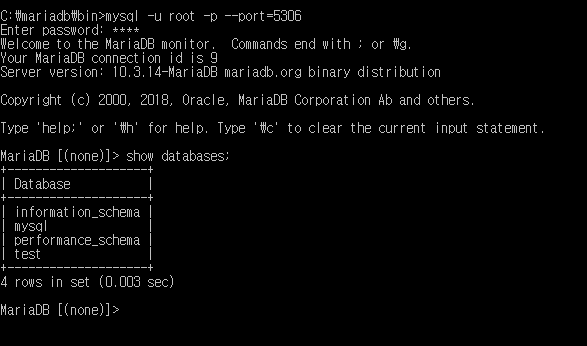 C:₩mariadb₩bin>mysql -u root -p --port=5306
Enter password: ****
Welcome to the MariaDB monitor.  Commands end with ; or ₩g.
Your MariaDB connection id is 9
Server version: 10.3.14-MariaDB mariadb.org binary distribution
Copyright (c) 2000, 2018, Oracle, MariaDB Corporation Ab and others.
Type 'help;' or '₩h' for help. Type '₩c' to clear the current input statement.
MariaDB [(none)]> show databases;
+--------------------+
| Database           |
+--------------------+
| information_schema |
| mysql              |
| performance_schema |
| test               |
+--------------------+
4 rows in set (0.003 sec)
MariaDB [(none)]>